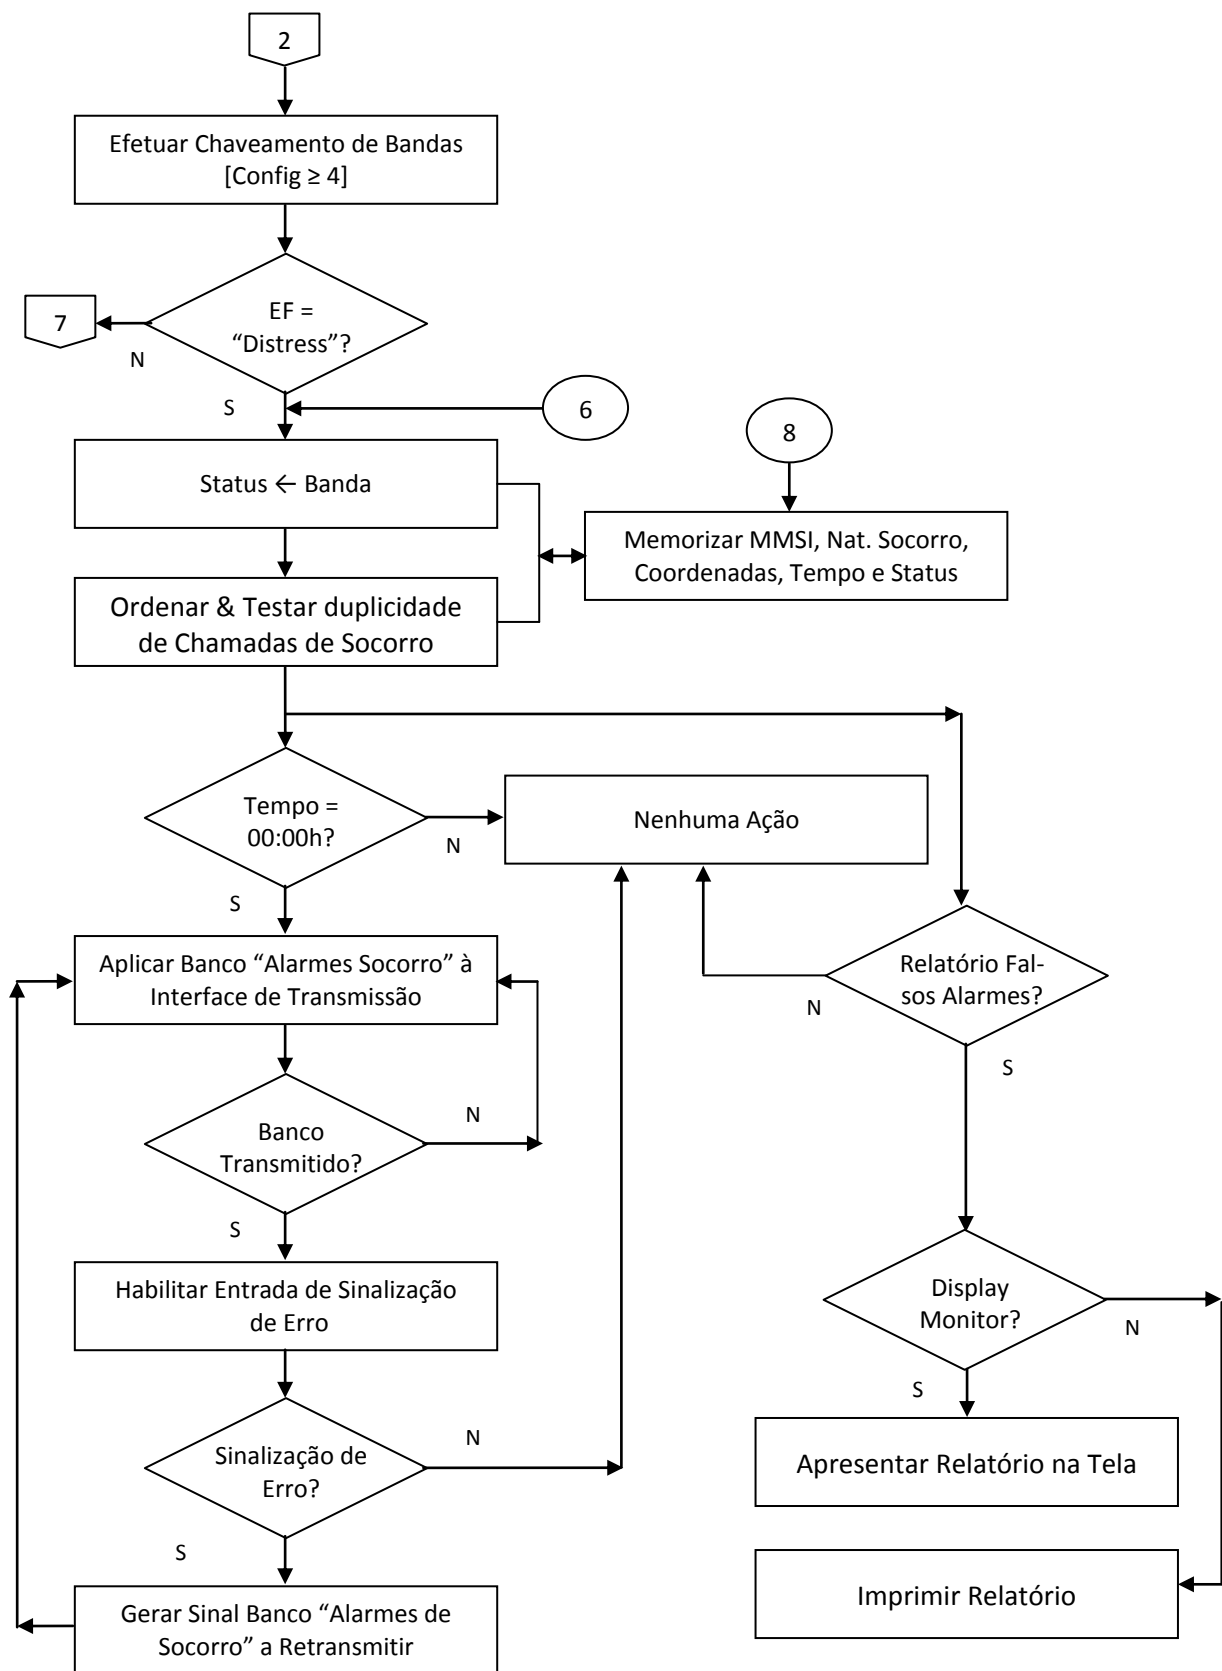 2
Efetuar Chaveamento de Bandas
[Config ≥ 4]
EF =
“Distress”?
7
N
S
6
8
Status ← Banda
Memorizar MMSI, Nat. Socorro,
Coordenadas, Tempo e Status
Ordenar & Testar duplicidade
de Chamadas de Socorro
Tempo =
00:00h?
N
Nenhuma Ação
S
Aplicar Banco “Alarmes Socorro” à
Interface de Transmissão
Relatório Fal-
sos Alarmes?
N
S
Banco
Transmitido?
N
S
Habilitar Entrada de Sinalização
de Erro
Display
Monitor?
N
S
Sinalização de
Erro?
N
Apresentar Relatório na Tela
S
Imprimir Relatório
Gerar Sinal Banco “Alarmes de
Socorro” a Retransmitir